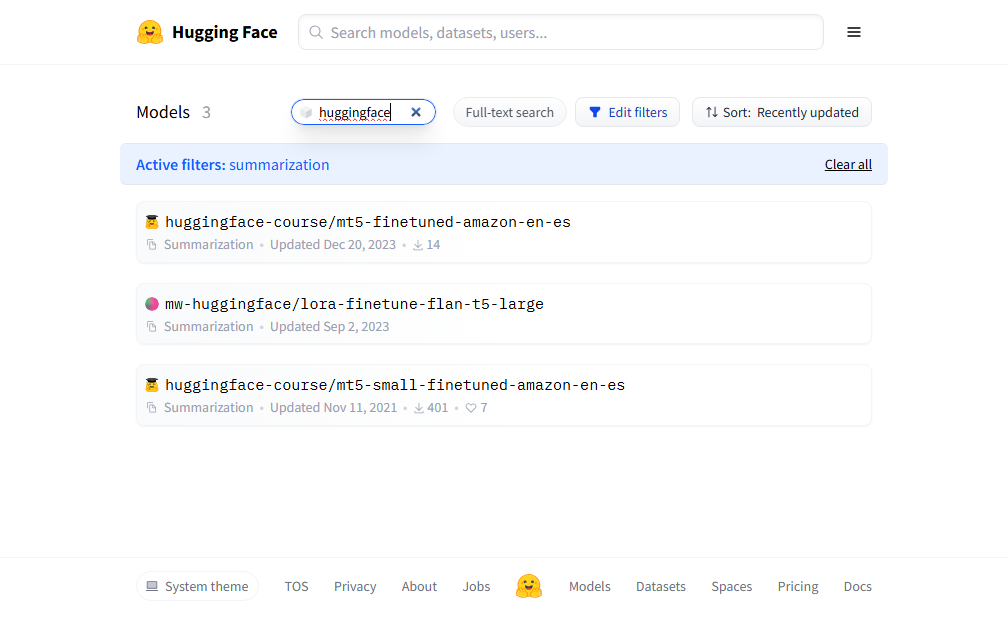 Hugging Face Search models, datasets, users...
Models 3 huggingface Full-text search Edit filters Sort: Recently updated
Active filters: summarization Clear all
huggingface-course/mt5-finetuned-amazon-en-es
Summarization • Updated Dec 20, 2023 • 14
mw-huggingface/lora-finetune-flan-t5-large
Summarization • Updated Sep 2, 2023
huggingface-course/mt5-small-finetuned-amazon-en-es
Summarization • Updated Nov 11, 2021 • 401 • 7
System theme TOS Privacy About Jobs Models Datasets Spaces Pricing Docs